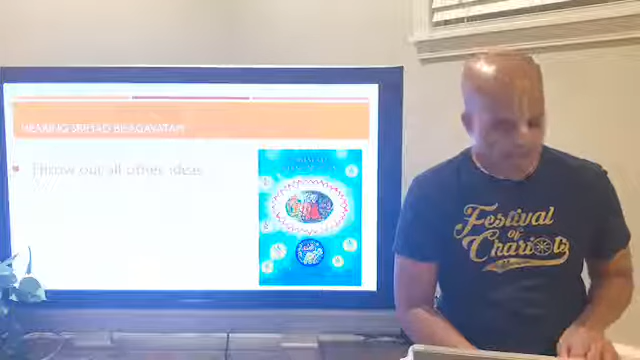 HEARING SRIMAD BHAGAVATAM
Throw out all other ideas
Festival
of
Chariots